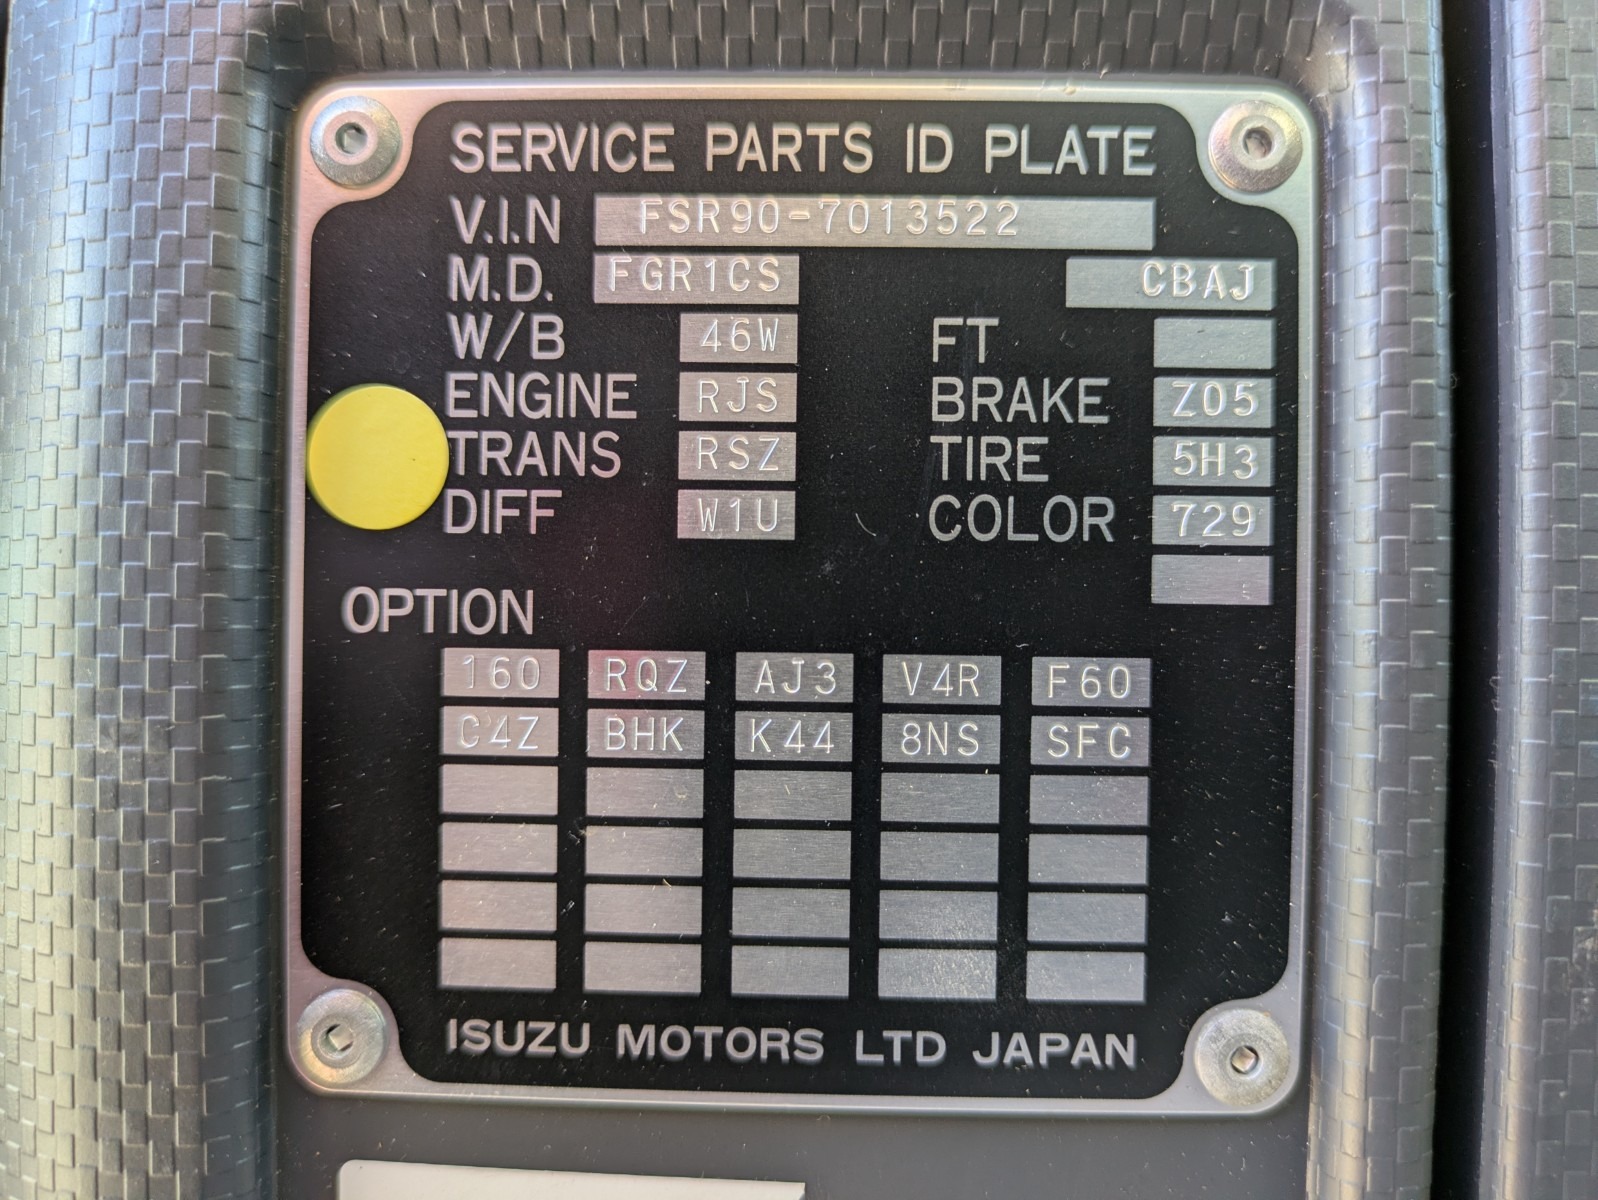 SERVICE PARTS ID PLATE
V.I.N FSR90-7013522
M.D. FGR1CS CBAJ
W/B 46W FT
ENGINE RJS BRAKE Z05
TRANS RSZ TIRE 5H3
DIFF W1U COLOR 729
OPTION
160 RQZ AJ3 V4R F60
C4Z BHK K44 8NS SFC
ISUZU MOTORS LTD JAPAN